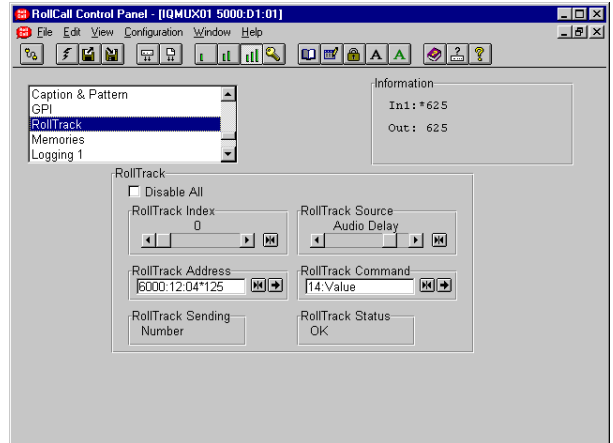 RollCall Control Panel - [IQMUX01 5000:D1:01]
File Edit View Configuration Window Help
A A
Caption & Pattern
GPI
RollTrack
Memories
Logging 1
Information
In1:*625
Out: 625
RollTrack
Disable All
RollTrack Index
0
RollTrack Source
Audio Delay
RollTrack Address
6000:12:04*125
RollTrack Command
14:Value
RollTrack Sending
Number
RollTrack Status
OK